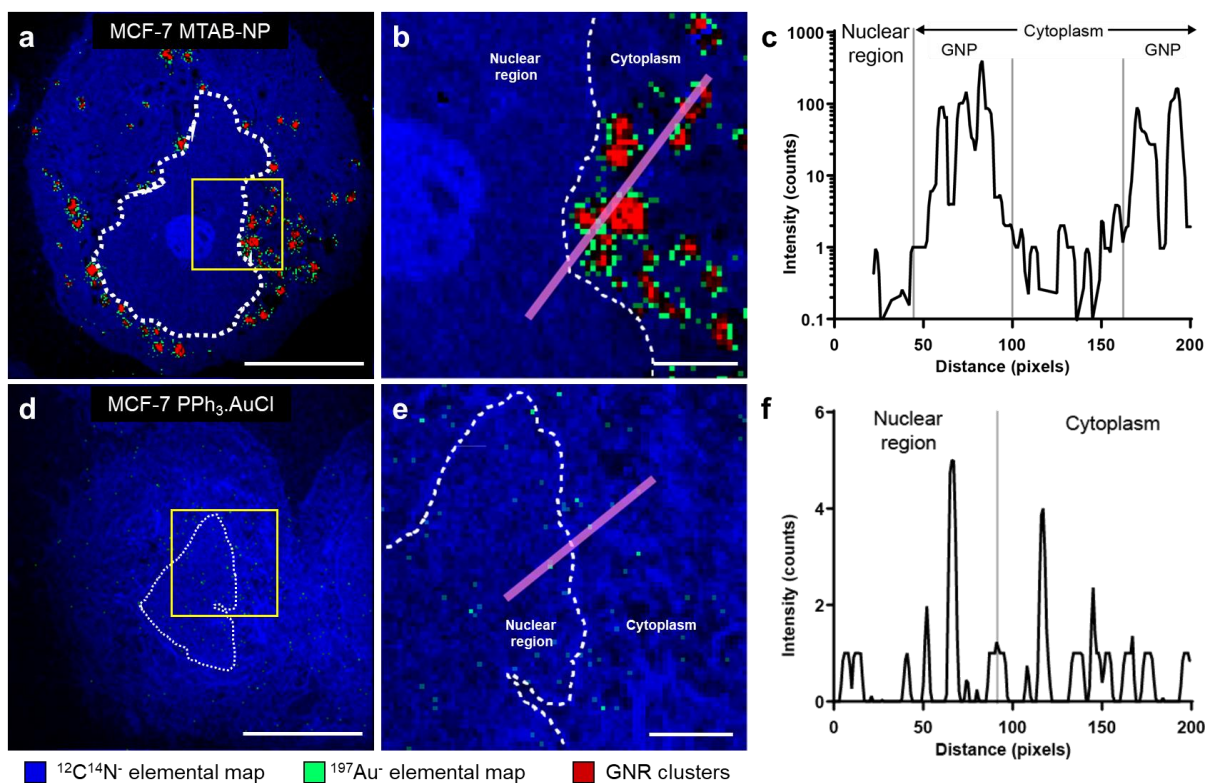 a MCF-7 MTAB-NP
b
Nuclear region
Cytoplasm
c
Nuclear region
Cytoplasm
GNP
GNP
Intensity (counts)
1000
100
10
1
0.1
0 50 100 150 200
Distance (pixels)
d MCF-7 PPh₃.AuCl
e
Nuclear region
Cytoplasm
f
Nuclear region
Cytoplasm
Intensity (counts)
6
4
2
0
0 50 100 150 200
Distance (pixels)
¹²C¹⁴N⁻ elemental map
¹⁹⁷Au⁻ elemental map
GNR clusters